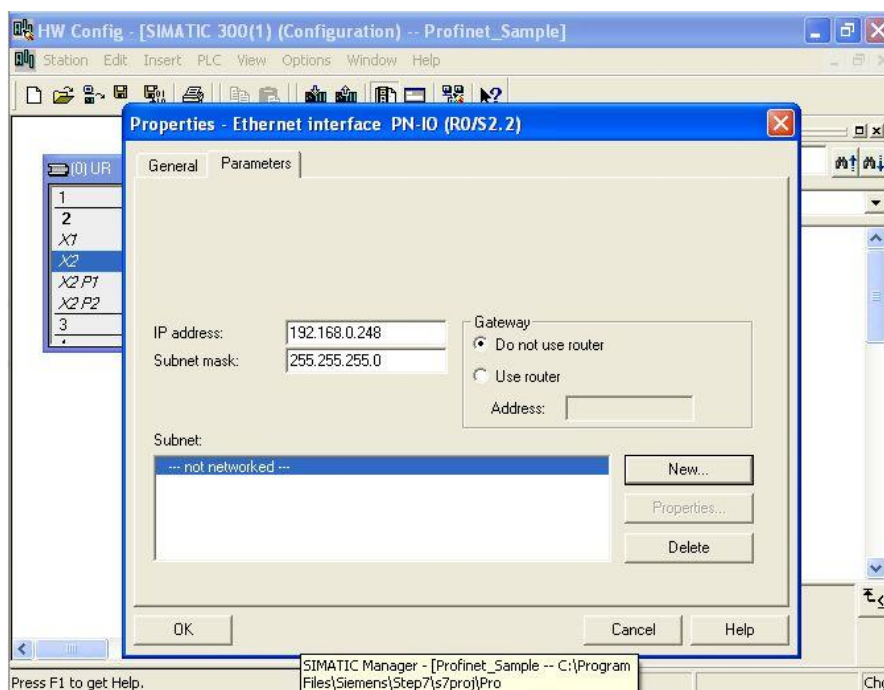 HW Config - [SIMATIC 300(1) (Configuration) -- Profinet_Sample]
Station Edit Insert PLC View Options Window Help
Properties - Ethernet interface PN-IO (R0/S2.2)
(0) UR
1
2
X1
X2
X2 P1
X2 P2
3
General Parameters
IP address: 192.168.0.248
Subnet mask: 255.255.255.0
Gateway
Do not use router
Use router
Address:
Subnet:
--- not networked ---
New...
Properties...
Delete
OK Cancel Help
SIMATIC Manager - [Profinet_Sample -- C:\Program
Files\Siemens\Step7\s7proj\Pro
Press F1 to get Help.